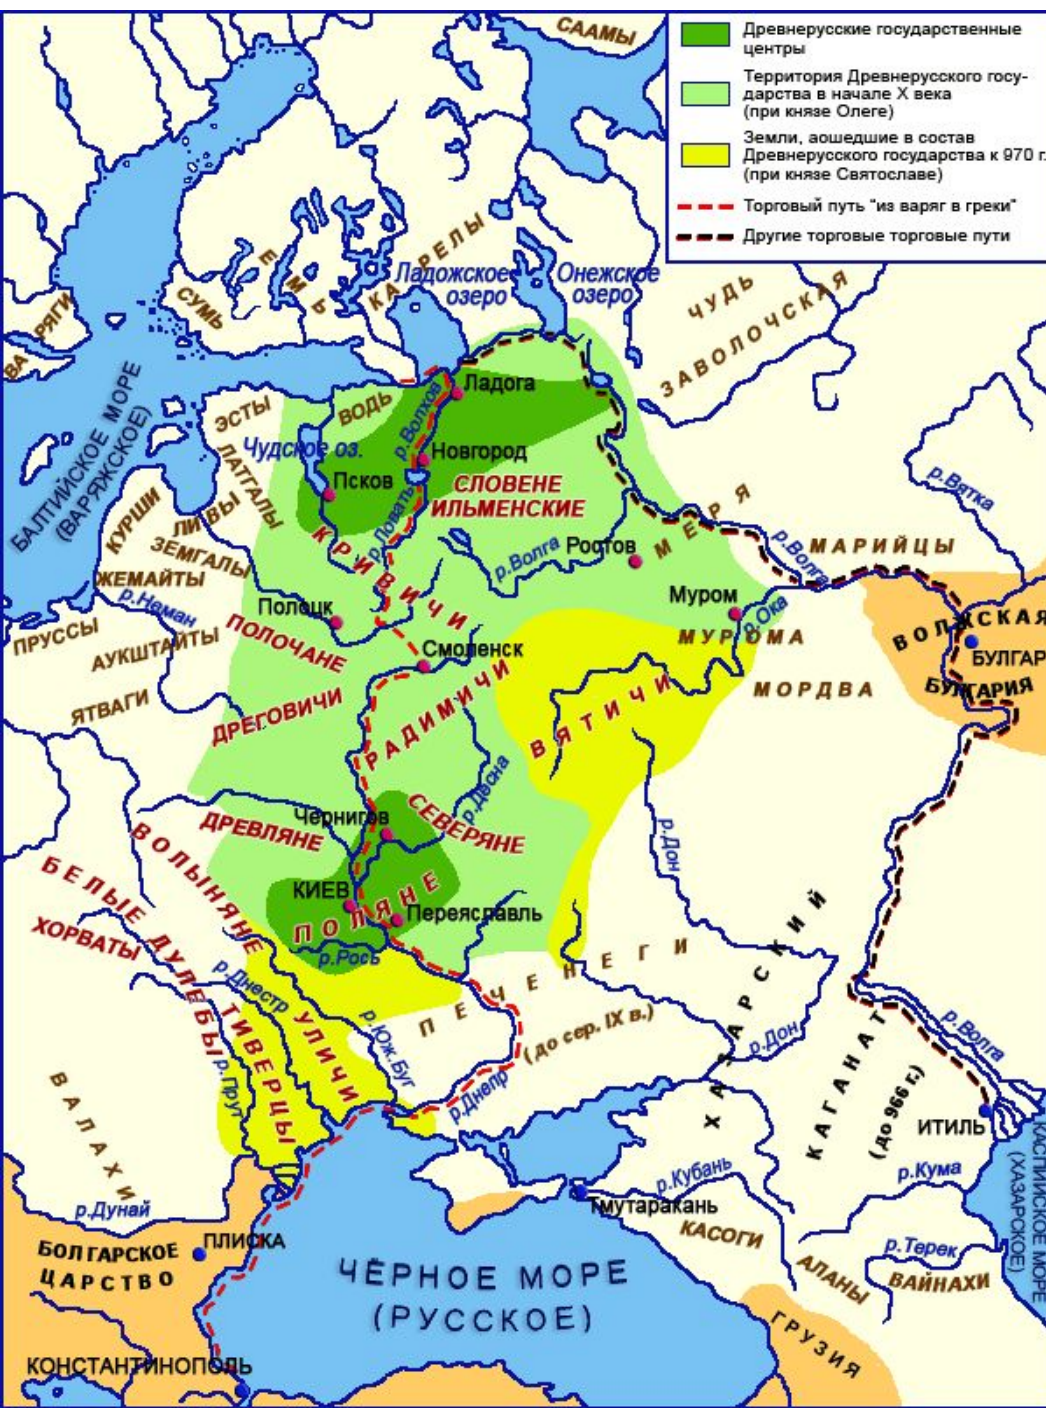 СААМЫ
Древнерусские государственные
центры
Территория Древнерусского госу-
дарства в начале X века
(при князе Олеге)
Земли, аошедшие в состав
Древнерусского государства к 970 г.
(при князе Святославе)
Торговый путь "из варяг в греки"
Другие торговые торговые пути
ВАРЯГИ
СУМЬ
ЕМЬ
КАРЕЛЫ
Ладожское
озеро
Онежское
озеро
ЧУДЬ
ЗАВОЛОЧСКАЯ
БАЛТИЙСКОЕ МОРЕ
(ВАРЯЖСКОЕ)
ЭСТЫ
ВОДЬ
Ладога
р.Волхов
Чудское оз.
Новгород
Псков
ЛАТГАЛЫ
СЛОВЕНЕ
ИЛЬМЕНСКИЕ
р.Вятка
КУРШИ
ЛИВЫ
ЗЕМГАЛЫ
ЖЕМАЙТЫ
р.Ловать
КРИВИЧИ
р.Волга
Ростов
МЕРЯ
р.Волга
МАРИЙЦЫ
р.Неман
Полоцк
Муром
р.Ока
ПРУССЫ
АУКШТАЙТЫ
ПОЛОЧАНЕ
Смоленск
МУРОМА
ВОЛЖСКАЯ
БУЛГАР
БУЛГАРИЯ
ЯТВАГИ
ДРЕГОВИЧИ
РАДИМИЧИ
ВЯТИЧИ
МОРДВА
р.Десна
Чернигов
СЕВЕРЯНЕ
ДРЕВЛЯНЕ
ВОЛЫНЯНЕ
р.Дон
БЕЛЫЕ
ХОРВАТЫ
ДУЛЕБЫ
КИЕВ
ПОЛЯНЕ
Переяславль
р.Рось
р.Днестр
ТИВЕРЦЫ
УЛИЧИ
р.Юж.Буг
ПЕЧЕНЕГИ
(до сер. IX в.)
ХАЗАРСКИЙ
КАГАНАТ
(до 966 г.)
р.Дон
р.Волга
р.Днепр
р.Прут
ВАЛАХИ
ИТИЛЬ
КАСПИЙСКОЕ МОРЕ
(ХАЗАРСКОЕ)
р.Кубань
р.Кума
Тмутаракань
р.Дунай
БОЛГАРСКОЕ
ЦАРСТВО
ПЛИСКА
КАСОГИ
АЛАНЫ
р.Терек
ВАЙНАХИ
ЧЁРНОЕ МОРЕ
(РУССКОЕ)
ГРУЗИЯ
КОНСТАНТИНОПОЛЬ